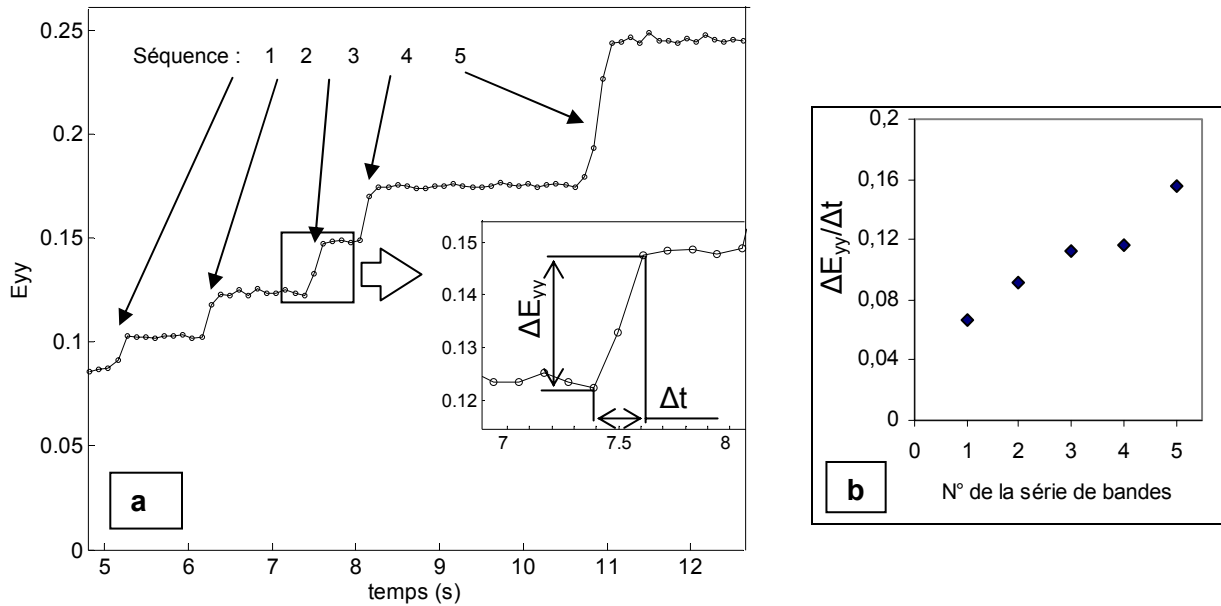 0.25
0.2
0.15
0.1
0.05
0
Eyy
Séquence : 1 2 3 4 5
0.15
0.14
0.13
0.12
ΔEyy
Δt
7 7.5 8
a
5 6 7 8 9 10 11 12
temps (s)
0,2
0,16
0,12
0,08
0,04
0
ΔEyy/Δt
0 1 2 3 4 5
b
N° de la série de bandes